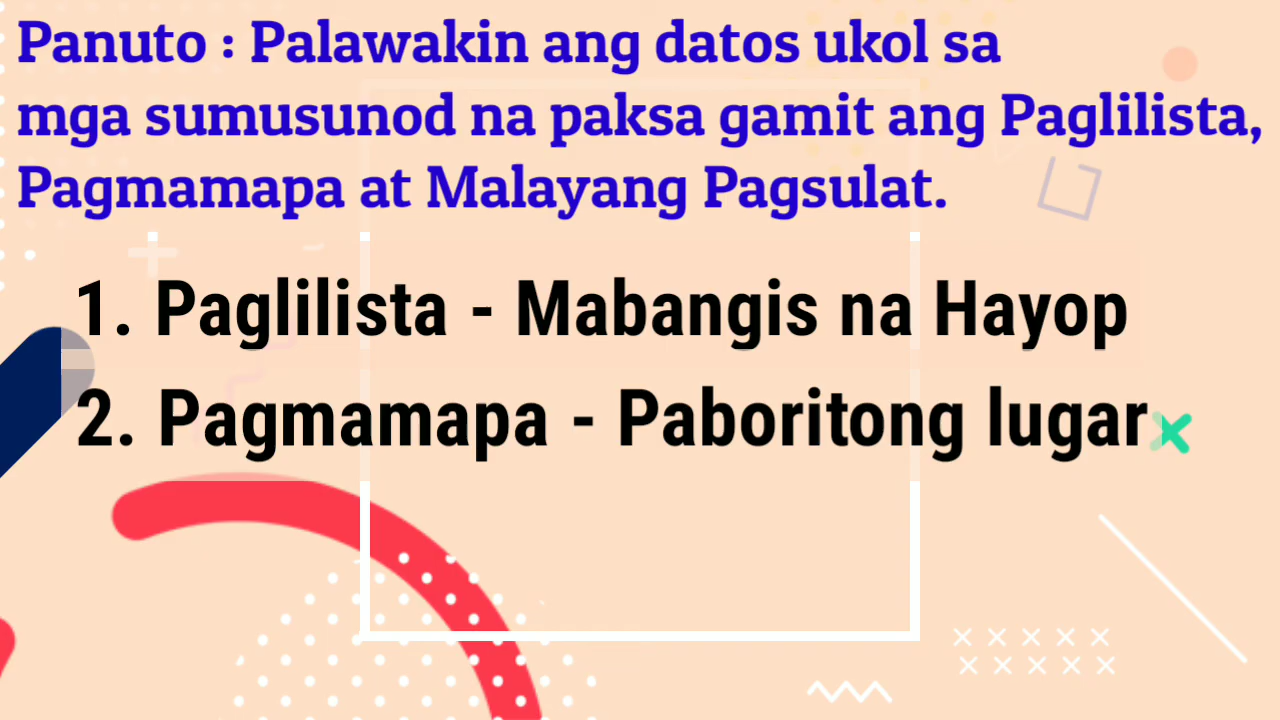 Panuto : Palawakin ang datos ukol sa
mga sumusunod na paksa gamit ang Paglilista,
Pagmamapa at Malayang Pagsulat.
1. Paglilista - Mabangis na Hayop
2. Pagmamapa - Paboritong lugar